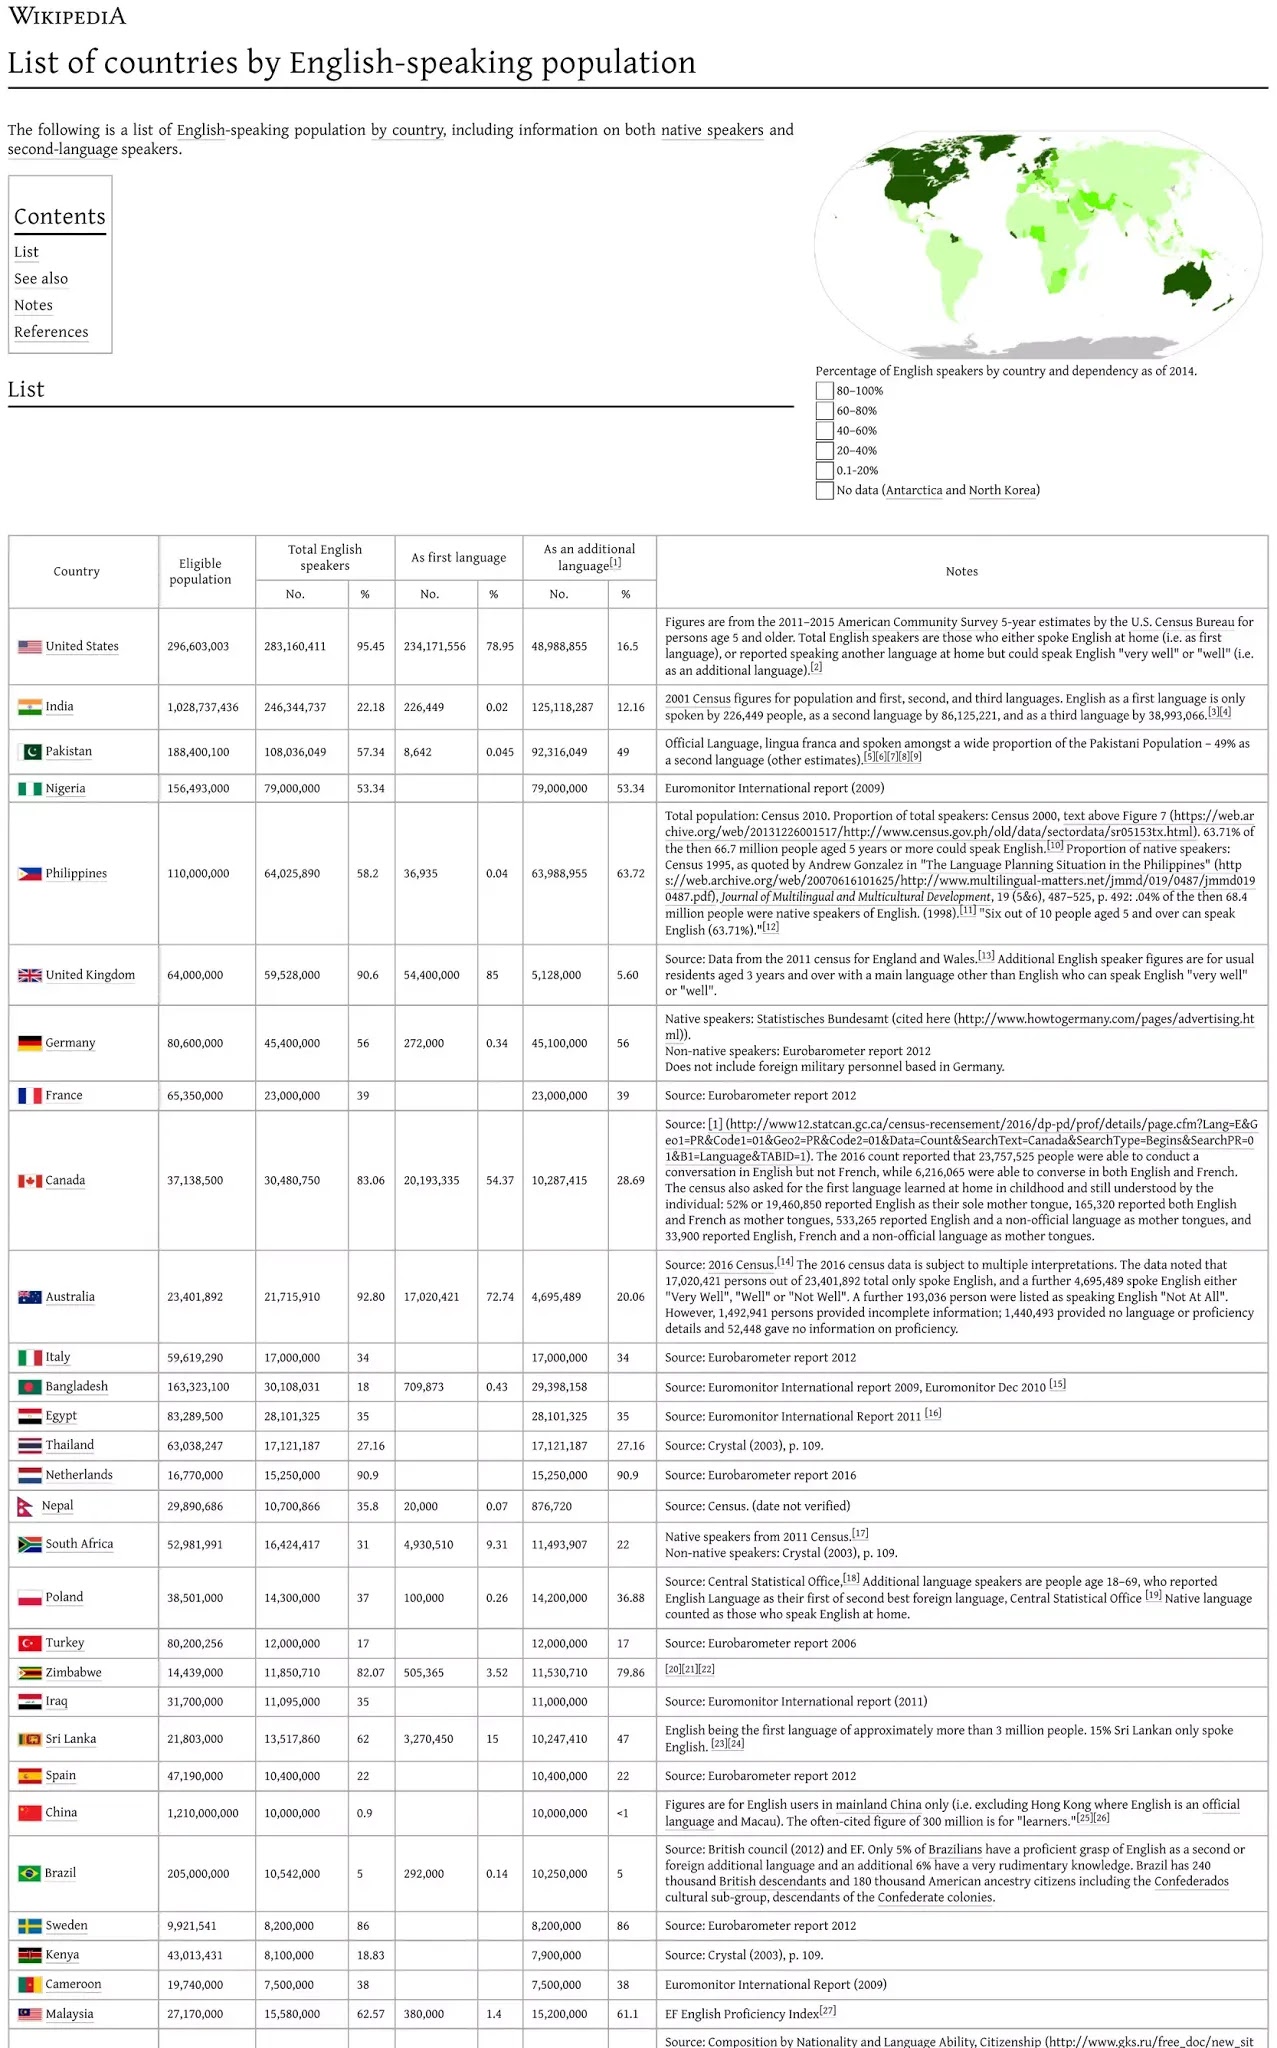 WIKIPEDIA
List of countries by English-speaking population
The following is a list of English-speaking population by country, including information on both native speakers and
second-language speakers.
Contents
List
See also
Notes
References
List
Percentage of English speakers by country and dependency as of 2014.
80–100%
60–80%
40–60%
20–40%
0.1-20%
No data (Antarctica and North Korea)
Country Eligible population Total English speakers As first language As an additional language[1] Notes
No. % No. % No. %
United States 296,603,003 283,160,411 95.45 234,171,556 78.95 48,988,855 16.5
Figures are from the 2011–2015 American Community Survey 5-year estimates by the U.S. Census Bureau for
persons age 5 and older. Total English speakers are those who either spoke English at home (i.e. as first
language), or reported speaking another language at home but could speak English "very well" or "well" (i.e.
as an additional language).[2]
India 1,028,737,436 246,344,737 22.18 226,449 0.02 125,118,287 12.16
2001 Census figures for population and first, second, and third languages. English as a first language is only
spoken by 226,449 people, as a second language by 86,125,221, and as a third language by 38,993,066.[3][4]
Pakistan 188,400,100 108,036,049 57.34 8,642 0.045 92,316,049 49
Official Language, lingua franca and spoken amongst a wide proportion of the Pakistani Population – 49% as
a second language (other estimates).[5][6][7][8][9]
Nigeria 156,493,000 79,000,000 53.34 79,000,000 53.34 Euromonitor International report (2009)
Philippines 110,000,000 64,025,890 58.2 36,935 0.04 63,988,955 63.72
Total population: Census 2010. Proportion of total speakers: Census 2000, text above Figure 7 (https://web.ar
chive.org/web/20131226001517/http://www.census.gov.ph/old/data/sectordata/sr05153tx.html). 63.71% of
the then 66.7 million people aged 5 years or more could speak English.[10] Proportion of native speakers:
Census 1995, as quoted by Andrew Gonzalez in "The Language Planning Situation in the Philippines" (http
s://web.archive.org/web/20070616101625/http://www.multilingual-matters.net/jmmd/019/0487/jmmd019
0487.pdf), Journal of Multilingual and Multicultural Development, 19 (5&6), 487–525, p. 492: .04% of the then 68.4
million people were native speakers of English. (1998).[11] "Six out of 10 people aged 5 and over can speak
English (63.71%)."[12]
United Kingdom 64,000,000 59,528,000 90.6 54,400,000 85 5,128,000 5.60
Source: Data from the 2011 census for England and Wales.[13] Additional English speaker figures are for usual
residents aged 3 years and over with a main language other than English who can speak English "very well"
or "well".
Germany 80,600,000 45,400,000 56 272,000 0.34 45,100,000 56
Native speakers: Statistisches Bundesamt (cited here (http://www.howtogermany.com/pages/advertising.ht
ml)).
Non-native speakers: Eurobarometer report 2012
Does not include foreign military personnel based in Germany.
France 65,350,000 23,000,000 39 23,000,000 39 Source: Eurobarometer report 2012
Canada 37,138,500 30,480,750 83.06 20,193,335 54.37 10,287,415 28.69
Source: [1] (http://www12.statcan.gc.ca/census-recensement/2016/dp-pd/prof/details/page.cfm?Lang=E&G
eo1=PR&Code1=01&Geo2=PR&Code2=01&Data=Count&SearchText=Canada&SearchType=Begins&SearchPR=0
1&B1=Language&TABID=1). The 2016 count reported that 23,757,525 people were able to conduct a
conversation in English but not French, while 6,216,065 were able to converse in both English and French.
The census also asked for the first language learned at home in childhood and still understood by the
individual: 52% or 19,460,850 reported English as their sole mother tongue, 165,320 reported both English
and French as mother tongues, 533,265 reported English and a non-official language as mother tongues, and
33,900 reported English, French and a non-official language as mother tongues.
Australia 23,401,892 21,715,910 92.80 17,020,421 72.74 4,695,489 20.06
Source: 2016 Census.[14] The 2016 census data is subject to multiple interpretations. The data noted that
17,020,421 persons out of 23,401,892 total only spoke English, and a further 4,695,489 spoke English either
"Very Well", "Well" or "Not Well". A further 193,036 person were listed as speaking English "Not At All".
However, 1,492,941 persons provided incomplete information; 1,440,493 provided no language or proficiency
details and 52,448 gave no information on proficiency.
Italy 59,619,290 17,000,000 34 17,000,000 34 Source: Eurobarometer report 2012
Bangladesh 163,323,100 30,108,031 18 709,873 0.43 29,398,158 Source: Euromonitor International report 2009, Euromonitor Dec 2010 [15]
Egypt 83,289,500 28,101,325 35 28,101,325 35 Source: Euromonitor International Report 2011 [16]
Thailand 63,038,247 17,121,187 27.16 17,121,187 27.16 Source: Crystal (2003), p. 109.
Netherlands 16,770,000 15,250,000 90.9 15,250,000 90.9 Source: Eurobarometer report 2016
Nepal 29,890,686 10,700,866 35.8 20,000 0.07 876,720 Source: Census. (date not verified)
South Africa 52,981,991 16,424,417 31 4,930,510 9.31 11,493,907 22
Native speakers from 2011 Census.[17]
Non-native speakers: Crystal (2003), p. 109.
Poland 38,501,000 14,300,000 37 100,000 0.26 14,200,000 36.88
Source: Central Statistical Office,[18] Additional language speakers are people age 18–69, who reported
English Language as their first of second best foreign language, Central Statistical Office [19] Native language
counted as those who speak English at home.
Turkey 80,200,256 12,000,000 17 12,000,000 17 Source: Eurobarometer report 2006
Zimbabwe 14,439,000 11,850,710 82.07 505,365 3.52 11,530,710 79.86 [20][21][22]
Iraq 31,700,000 11,095,000 35 11,000,000 Source: Euromonitor International report (2011)
Sri Lanka 21,803,000 13,517,860 62 3,270,450 15 10,247,410 47
English being the first language of approximately more than 3 million people. 15% Sri Lankan only spoke
English. [23][24]
Spain 47,190,000 10,400,000 22 10,400,000 22 Source: Eurobarometer report 2012
China 1,210,000,000 10,000,000 0.9 10,000,000 <1
Figures are for English users in mainland China only (i.e. excluding Hong Kong where English is an official
language and Macau). The often-cited figure of 300 million is for "learners."[25][26]
Brazil 205,000,000 10,542,000 5 292,000 0.14 10,250,000 5
Source: British council (2012) and EF. Only 5% of Brazilians have a proficient grasp of English as a second or
foreign additional language and an additional 6% have a very rudimentary knowledge. Brazil has 240
thousand British descendants and 180 thousand American ancestry citizens including the Confederados
cultural sub-group, descendants of the Confederate colonies.
Sweden 9,921,541 8,200,000 86 8,200,000 86 Source: Eurobarometer report 2012
Kenya 43,013,431 8,100,000 18.83 7,900,000 Source: Crystal (2003), p. 109.
Cameroon 19,740,000 7,500,000 38 7,500,000 38 Euromonitor International Report (2009)
Malaysia 27,170,000 15,580,000 62.57 380,000 1.4 15,200,000 61.1 EF English Proficiency Index[27]
Source: Composition by Nationality and Language Ability, Citizenship (http://www.gks.ru/free_doc/new_sit